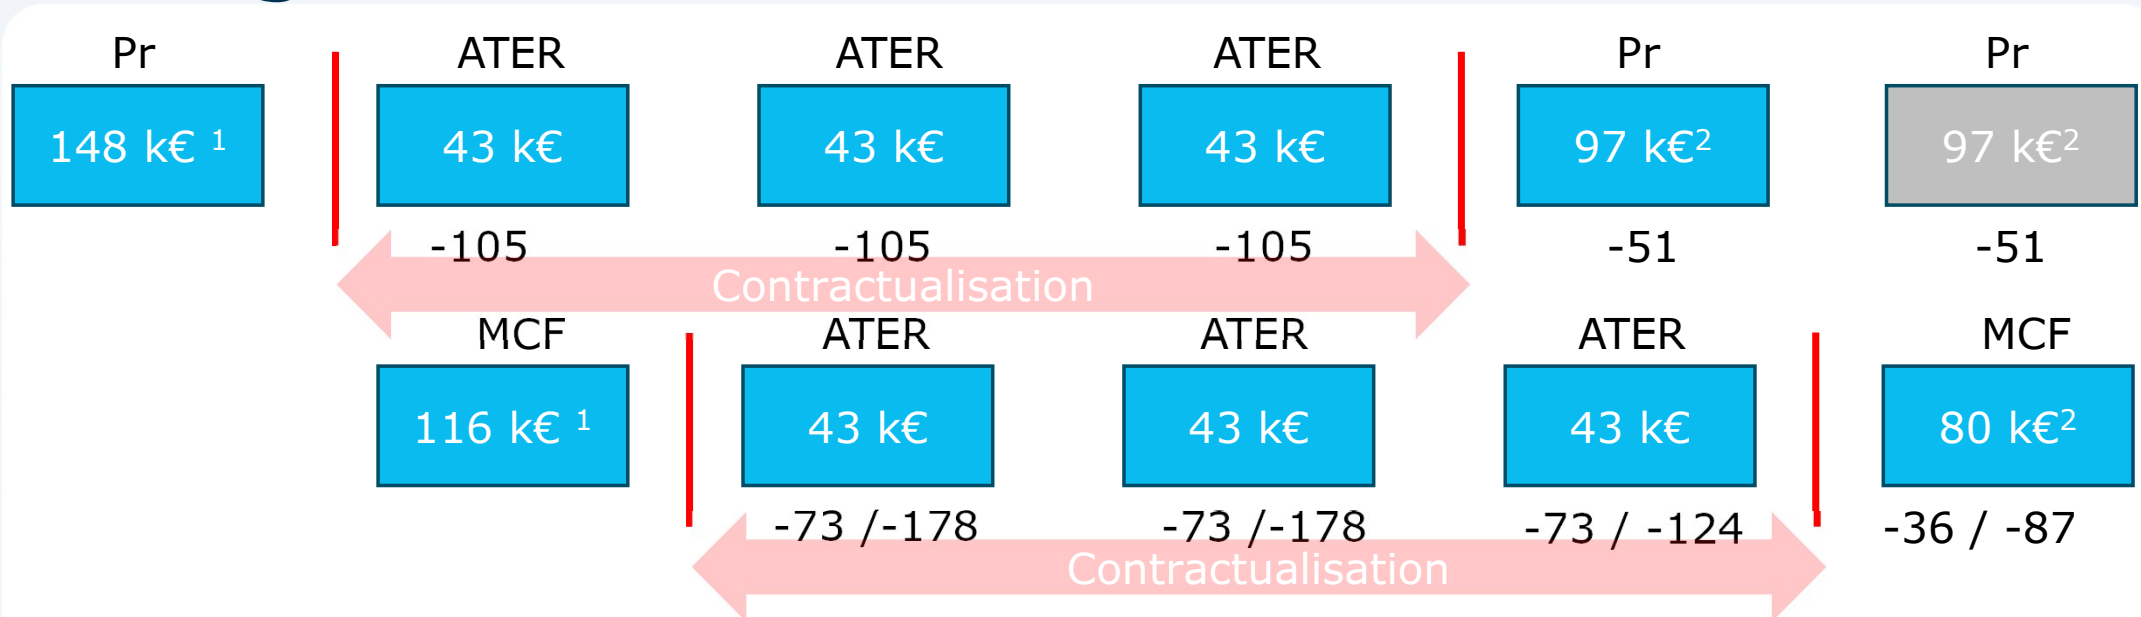 Pr ATER ATER ATER Pr Pr
148 k€ ¹ 43 k€ 43 k€ 43 k€ 97 k€² 97 k€²
-105 -105 -105 -51 -51
Contractualisation
MCF ATER ATER ATER MCF
116 k€ ¹ 43 k€ 43 k€ 43 k€ 80 k€²
-73 /-178 -73 /-178 -73 / -124 -36 / -87
Contractualisation